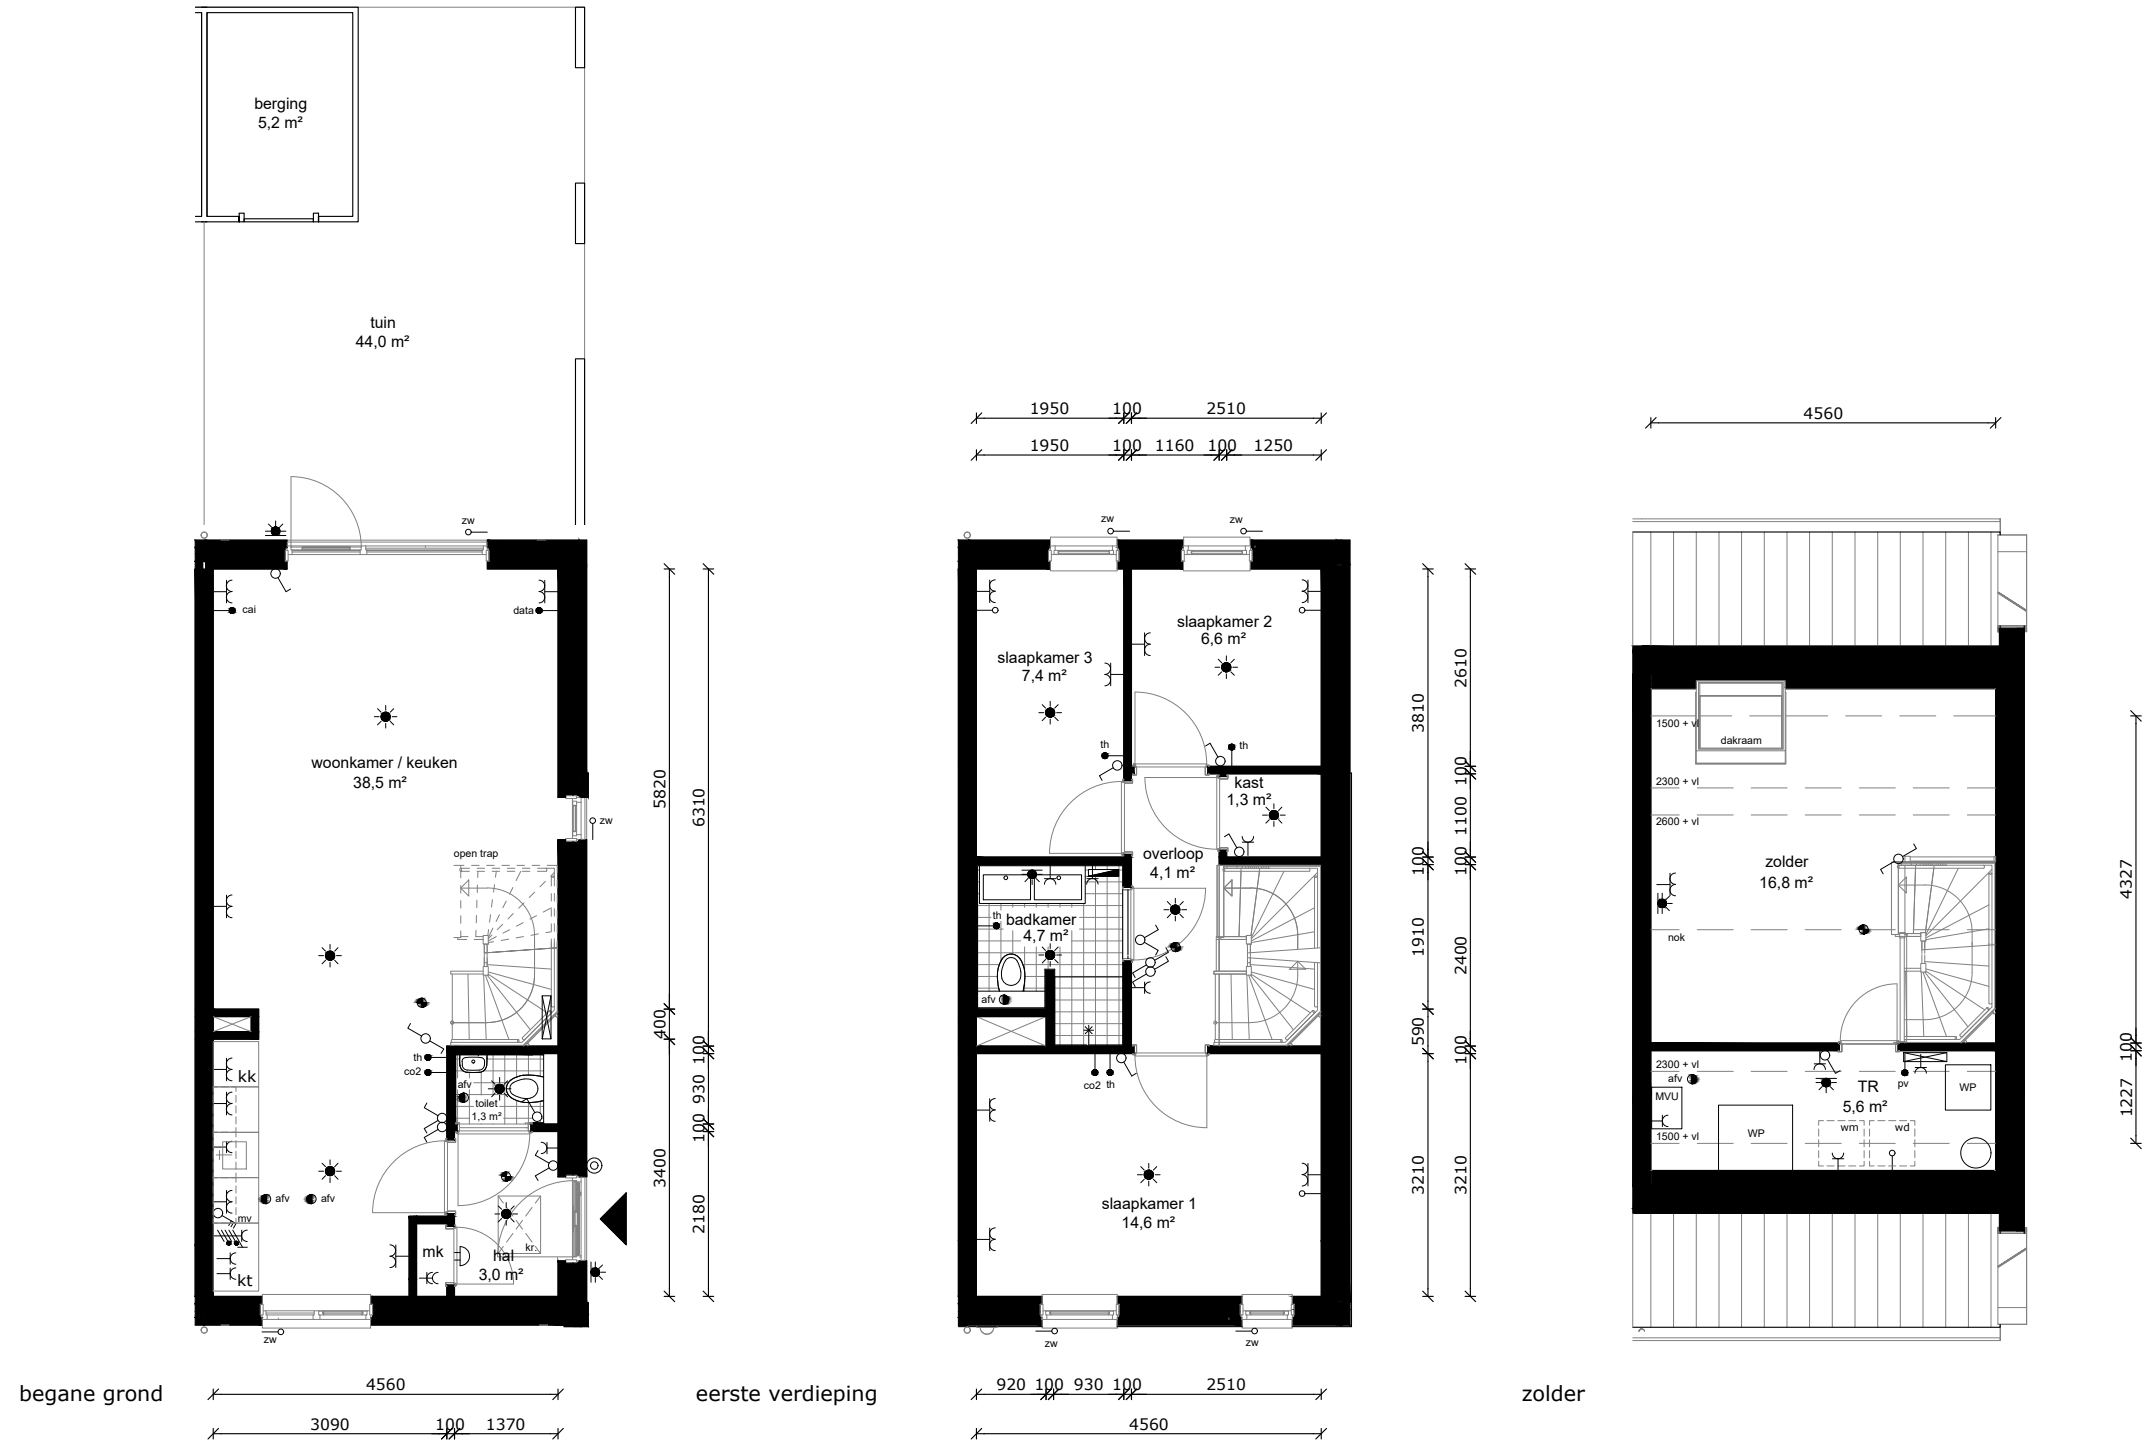 berging
5,2 m²
tuin
44,0 m²
zw
cai
data
woonkamer / keuken
38,5 m²
zw
open trap
th
co2
kk
afv
toilet
1,3 m²
afv
afv
mv
kt
mk
hal
3,0 m²
kr.
zw
5820
400
3400
6310
100
930
100
2180
begane grond
4560
3090
100
1370
1950
100
2510
1950
100
1160
100
1250
zw
zw
slaapkamer 3
7,4 m²
slaapkamer 2
6,6 m²
th
th
kast
1,3 m²
overloop
4,1 m²
th
badkamer
4,7 m²
afv
co2
th
slaapkamer 1
14,6 m²
zw
zw
3810
100
1910
590
3210
2610
100
1100
100
2400
100
3210
eerste verdieping
920
100
930
100
2510
4560
4560
1500 + vl
dakraam
2300 + vl
2600 + vl
zolder
16,8 m²
nok
2300 + vl
afv
MVU
TR
5,6 m²
pv
WP
WP
wm
wd
1500 + vl
4327
100
1227
zolder